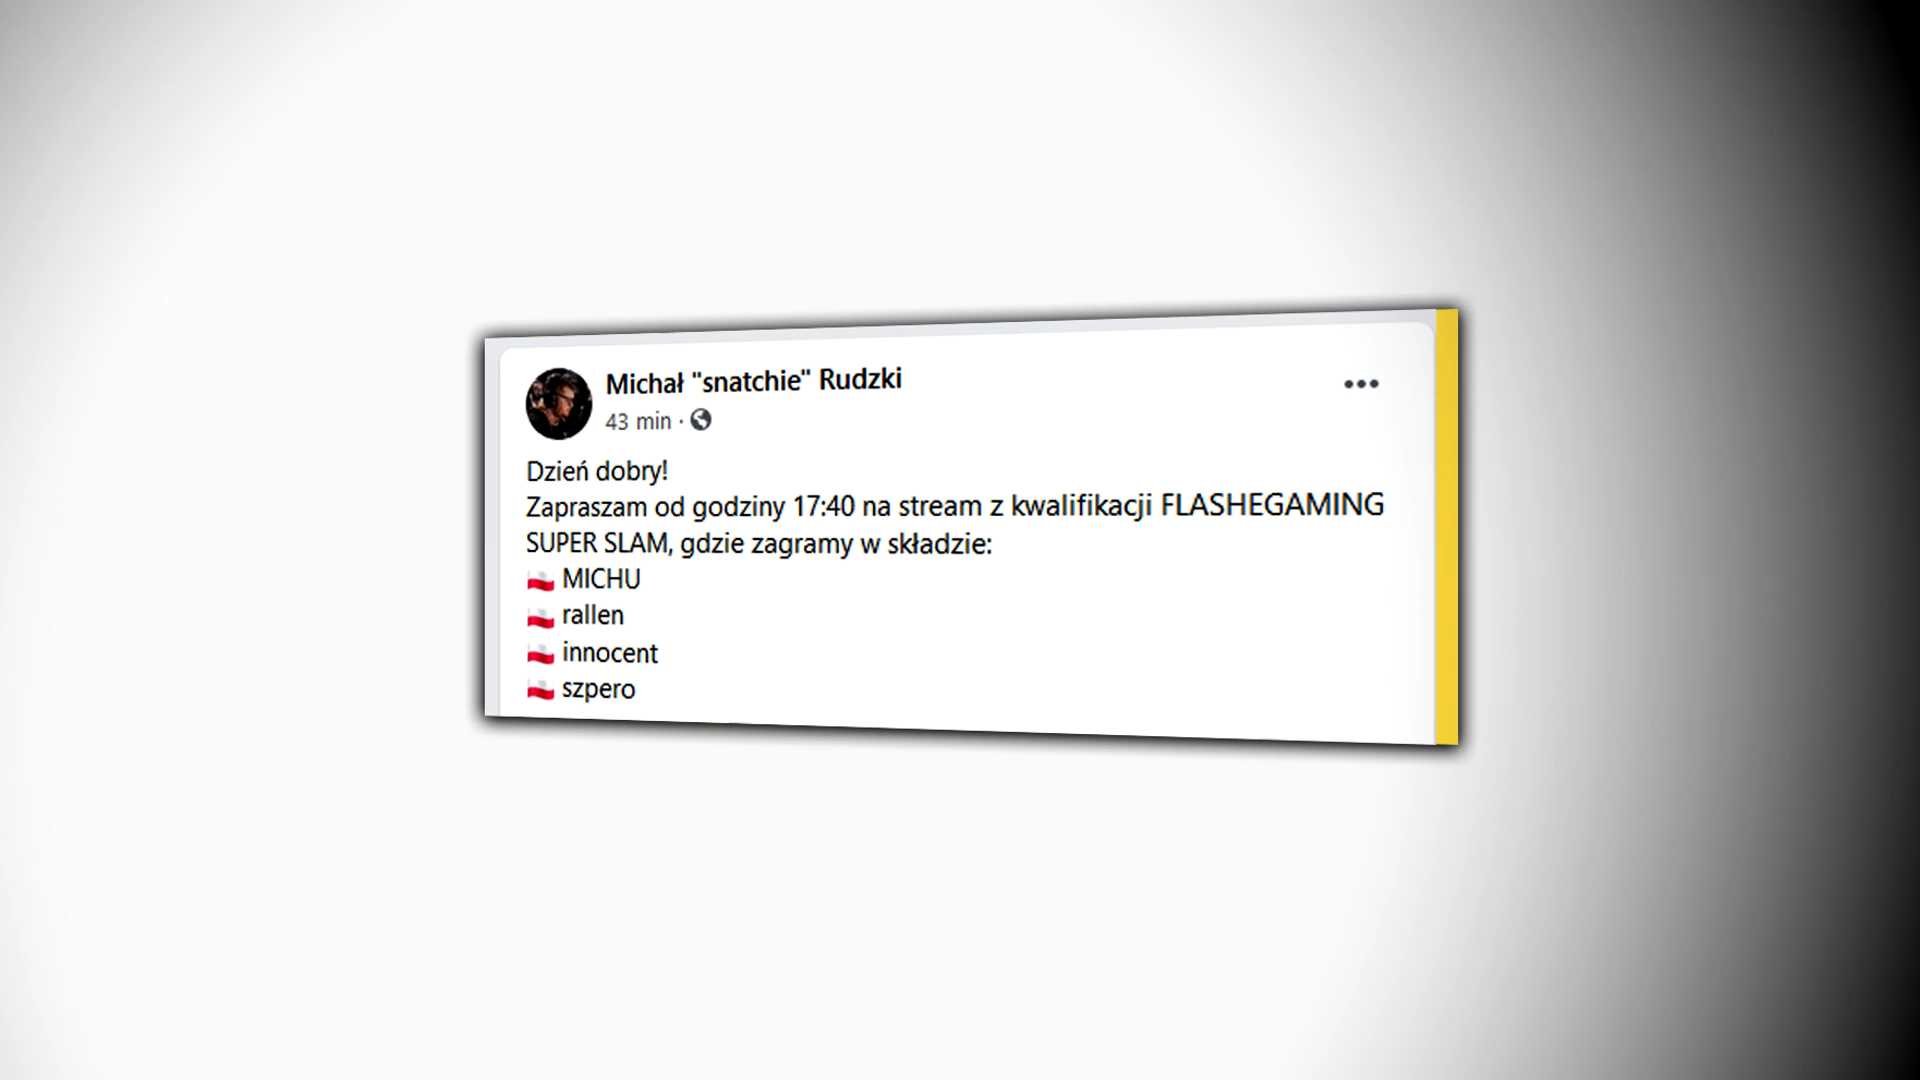 Michał "snatchie" Rudzki
43 min ·
Dzień dobry!
Zapraszam od godziny 17:40 na stream z kwalifikacji FLASHEGAMING
SUPER SLAM, gdzie zagramy w składzie:
MICHU
rallen
innocent
szpero